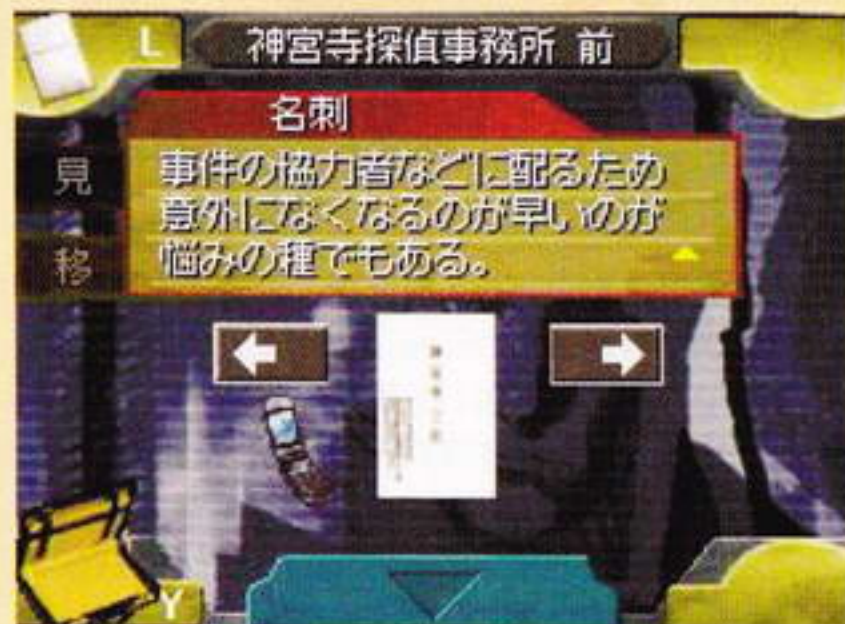 L
神宮寺探偵事務所 前
名刺
見
事件の協力者などに配るため
意外になくなるのが早いのが
移
悩みの種でもある。
Y